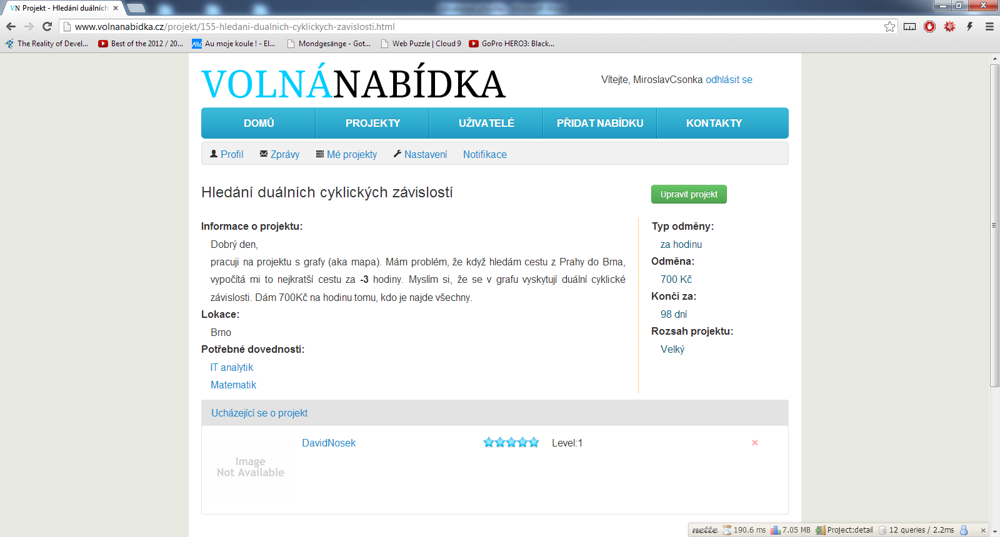 VN Projekt - Hledání duálních
www.volnanabidka.cz/projekt/155-hledani-dualnich-cyklickych-zavislosti.html
The Reality of Devel... Best of the 2012 / 20... Au moje koule ! - El... Mondgesänge - Got... Web Puzzle | Cloud 9 GoPro HERO3: Black...
VOLNÁNABÍDKA
Vítejte, MiroslavCsonka odhlásit se
DOMŮ PROJEKTY UŽIVATELÉ PŘIDAT NABÍDKU KONTAKTY
Profil Zprávy Mé projekty Nastavení Notifikace
Hledání duálních cyklických závislostí
Upravit projekt
Informace o projektu:
Dobrý den,
pracuji na projektu s grafy (aka mapa). Mám problém, že když hledám cestu z Prahy do Brna,
vypočítá mi to nejkratší cestu za -3 hodiny. Myslím si, že se v grafu vyskytují duální cyklické
závislosti. Dám 700Kč na hodinu tomu, kdo je najde všechny.
Lokace:
Brno
Potřebné dovednosti:
IT analytik
Matematik
Typ odměny:
za hodinu
Odměna:
700 Kč
Končí za:
98 dní
Rozsah projektu:
Velký
Ucházející se o projekt
Image
Not Available
DavidNosek
Level:1
nette 190.6 ms 7.05 MB Project:detail 12 queries / 2.2ms